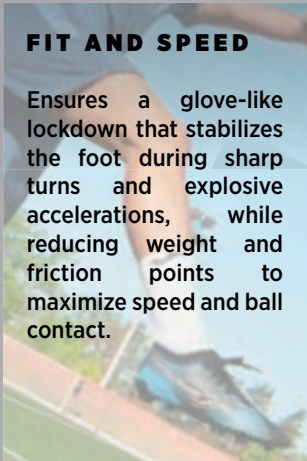 FIT AND SPEED
Ensures a glove-like
lockdown that stabilizes
the foot during sharp
turns and explosive
accelerations, while
reducing weight and
friction points to
maximize speed and ball
contact.